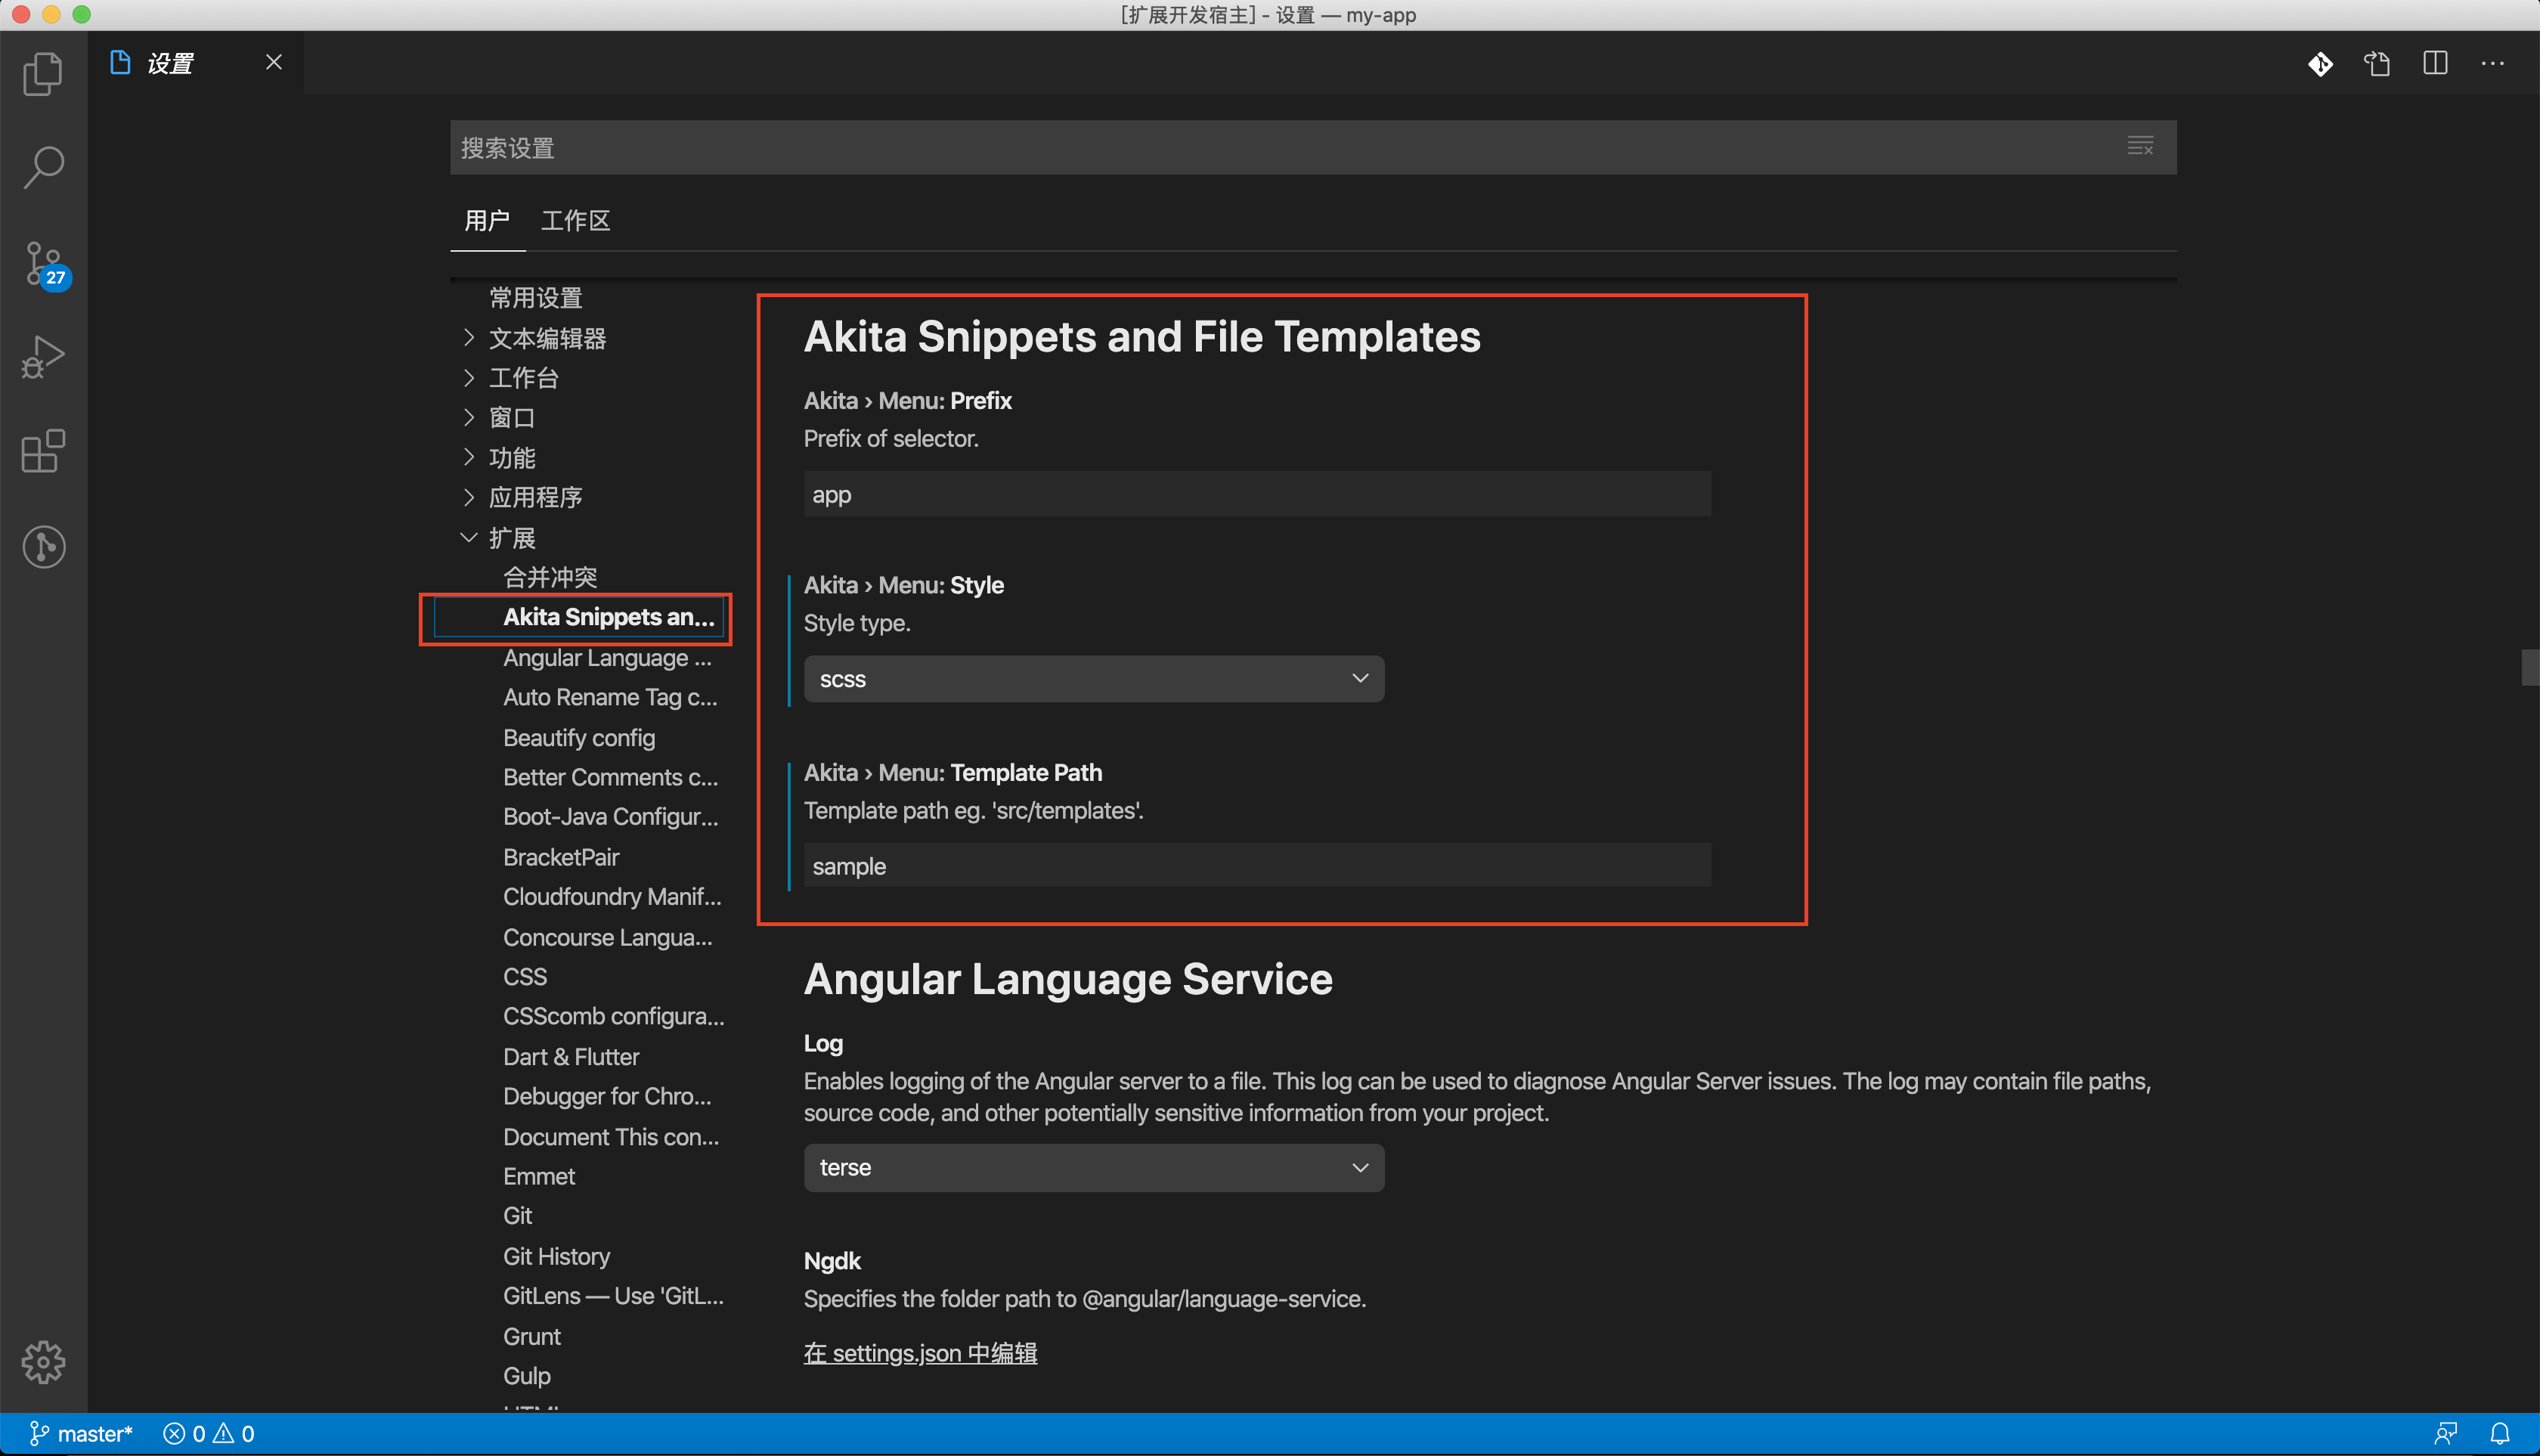 [扩展开发宿主] - 设置 — my-app
设置
搜索设置
用户 工作区
27
常用设置
文本编辑器
工作台
窗口
功能
应用程序
扩展
合并冲突
Akita Snippets an...
Angular Language ...
Auto Rename Tag c...
Beautify config
Better Comments c...
Boot-Java Configur...
BracketPair
Cloudfoundry Manif...
Concourse Langua...
CSS
CSScomb configura...
Dart & Flutter
Debugger for Chro...
Document This con...
Emmet
Git
Git History
GitLens — Use 'GitL...
Grunt
Gulp
Akita Snippets and File Templates
Akita › Menu: Prefix
Prefix of selector.
app
Akita › Menu: Style
Style type.
scss
Akita › Menu: Template Path
Template path eg. 'src/templates'.
sample
Angular Language Service
Log
Enables logging of the Angular server to a file. This log can be used to diagnose Angular Server issues. The log may contain file paths,
source code, and other potentially sensitive information from your project.
terse
Ngdk
Specifies the folder path to @angular/language-service.
在 settings.json 中编辑
master* 0 0